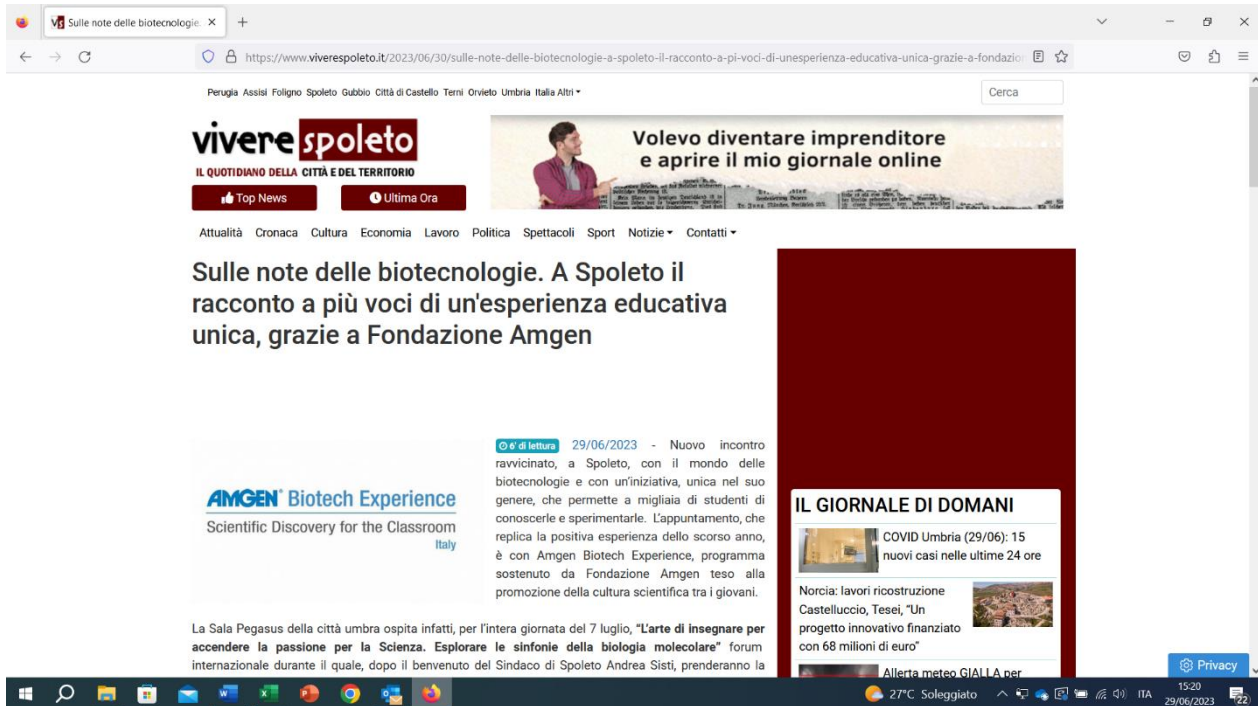 Sulle note delle biotecnologie.
https://www.viverespoleto.it/2023/06/30/sulle-note-delle-biotecnologie-a-spoleto-il-racconto-a-pi-voci-di-unesperienza-educativa-unica-grazie-a-fondazio
Perugia Assisi Foligno Spoleto Gubbio Città di Castello Terni Orvieto Umbria Italia Altri
Cerca
vivere spoleto
IL QUOTIDIANO DELLA CITTÀ E DEL TERRITORIO
Top News
Ultima Ora
Volevo diventare imprenditore
e aprire il mio giornale online
Attualità Cronaca Cultura Economia Lavoro Politica Spettacoli Sport Notizie Contatti
Sulle note delle biotecnologie. A Spoleto il
racconto a più voci di un'esperienza educativa
unica, grazie a Fondazione Amgen
AMGEN® Biotech Experience
Scientific Discovery for the Classroom
Italy
6' di lettura 29/06/2023 - Nuovo incontro
ravvicinato, a Spoleto, con il mondo delle
biotecnologie e con un'iniziativa, unica nel suo
genere, che permette a migliaia di studenti di
conoscerle e sperimentarle. L'appuntamento, che
replica la positiva esperienza dello scorso anno,
è con Amgen Biotech Experience, programma
sostenuto da Fondazione Amgen teso alla
promozione della cultura scientifica tra i giovani.
La Sala Pegasus della città umbra ospita infatti, per l'intera giornata del 7 luglio, "L'arte di insegnare per
accendere la passione per la Scienza. Esplorare le sinfonie della biologia molecolare" forum
internazionale durante il quale, dopo il benvenuto del Sindaco di Spoleto Andrea Sisti, prenderanno la
IL GIORNALE DI DOMANI
COVID Umbria (29/06): 15
nuovi casi nelle ultime 24 ore
Norcia: lavori ricostruzione
Castelluccio, Tesei, "Un
progetto innovativo finanziato
con 68 milioni di euro"
Allerta meteo GIALLA per
Privacy
27°C Soleggiato
ITA
15:20
29/06/2023
22